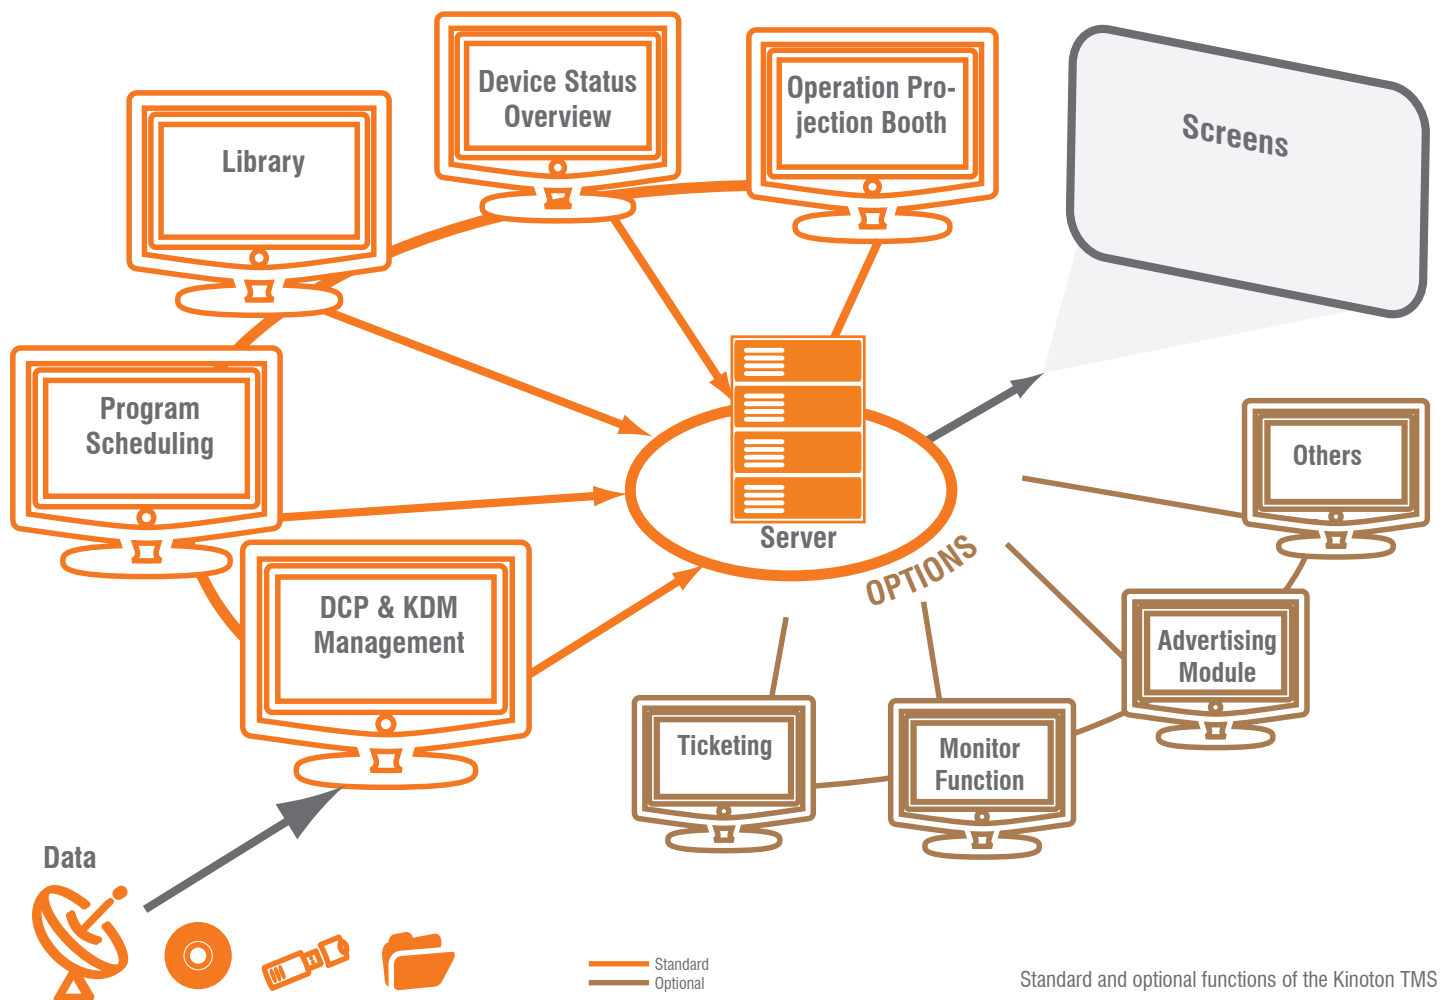 Device Status
Overview
Operation Pro-
jection Booth
Screens
Library
Program
Scheduling
Others
Server
OPTIONS
DCP & KDM
Management
Advertising
Module
Ticketing
Monitor
Function
Data
Standard
Optional
Standard and optional functions of the Kinoton TMS